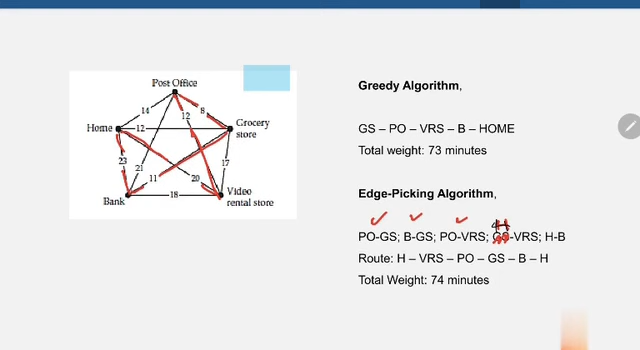 Post Office
14
8
Home
12
12
Grocery
store
23
21
17
11
20
Bank
18
Video
rental store
Greedy Algorithm,
GS – PO – VRS – B – HOME
Total weight: 73 minutes
Edge-Picking Algorithm,
H
PO-GS; B-GS; PO-VRS; GS-VRS; H-B
Route: H – VRS – PO – GS – B – H
Total Weight: 74 minutes